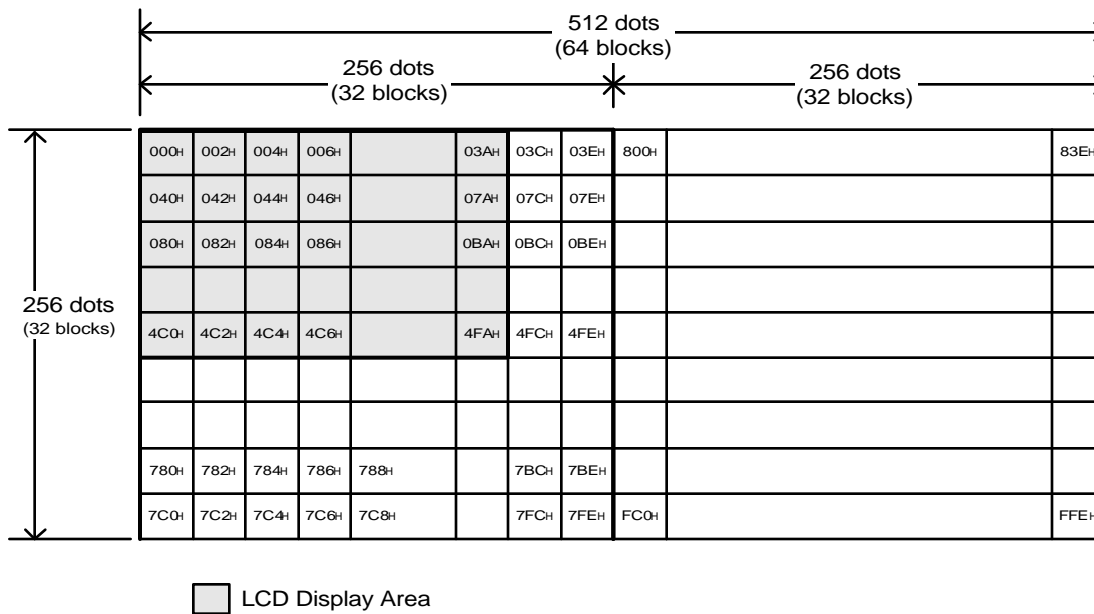 512 dots
(64 blocks)
256 dots
(32 blocks)
256 dots
(32 blocks)
000H 002H 004H 006H 03AH 03CH 03EH 800H 83EH
040H 042H 044H 046H 07AH 07CH 07EH
080H 082H 084H 086H 0BAH 0BCH 0BEH
256 dots
(32 blocks)
4C0H 4C2H 4C4H 4C6H 4FAH 4FCH 4FEH
780H 782H 784H 786H 788H 7BCH 7BEH
7C0H 7C2H 7C4H 7C6H 7C8H 7FCH 7FEH FC0H FFEH
LCD Display Area